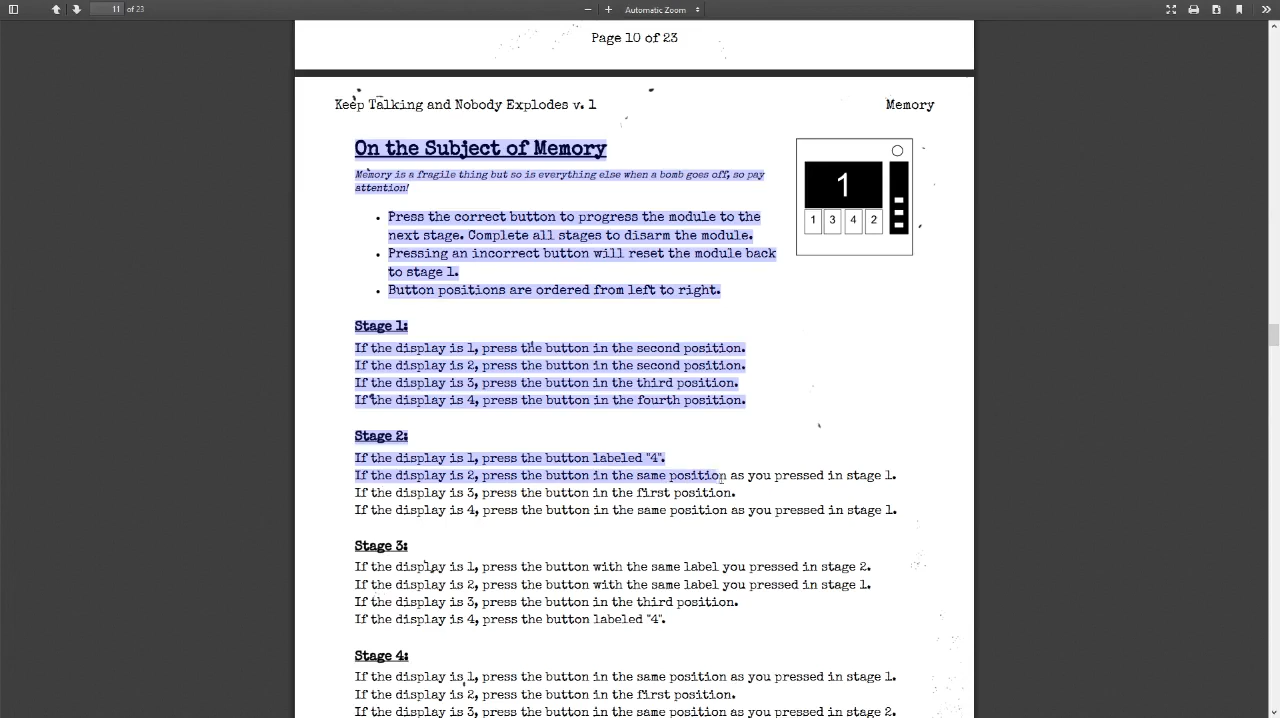 11 of 23
Automatic Zoom
Page 10 of 23
Keep Talking and Nobody Explodes v. 1
Memory
On the Subject of Memory
Memory is a fragile thing but so is everything else when a bomb goes off, so pay
attention!
1
1 3 4 2
• Press the correct button to progress the module to the
next stage. Complete all stages to disarm the module.
• Pressing an incorrect button will reset the module back
to stage 1.
• Button positions are ordered from left to right.
Stage 1:
If the display is 1, press the button in the second position.
If the display is 2, press the button in the second position.
If the display is 3, press the button in the third position.
If the display is 4, press the button in the fourth position.
Stage 2:
If the display is 1, press the button labeled "4".
If the display is 2, press the button in the same position as you pressed in stage 1.
If the display is 3, press the button in the first position.
If the display is 4, press the button in the same position as you pressed in stage 1.
Stage 3:
If the display is 1, press the button with the same label you pressed in stage 2.
If the display is 2, press the button with the same label you pressed in stage 1.
If the display is 3, press the button in the third position.
If the display is 4, press the button labeled "4".
Stage 4:
If the display is 1, press the button in the same position as you pressed in stage 1.
If the display is 2, press the button in the first position.
If the display is 3, press the button in the same position as you pressed in stage 2.